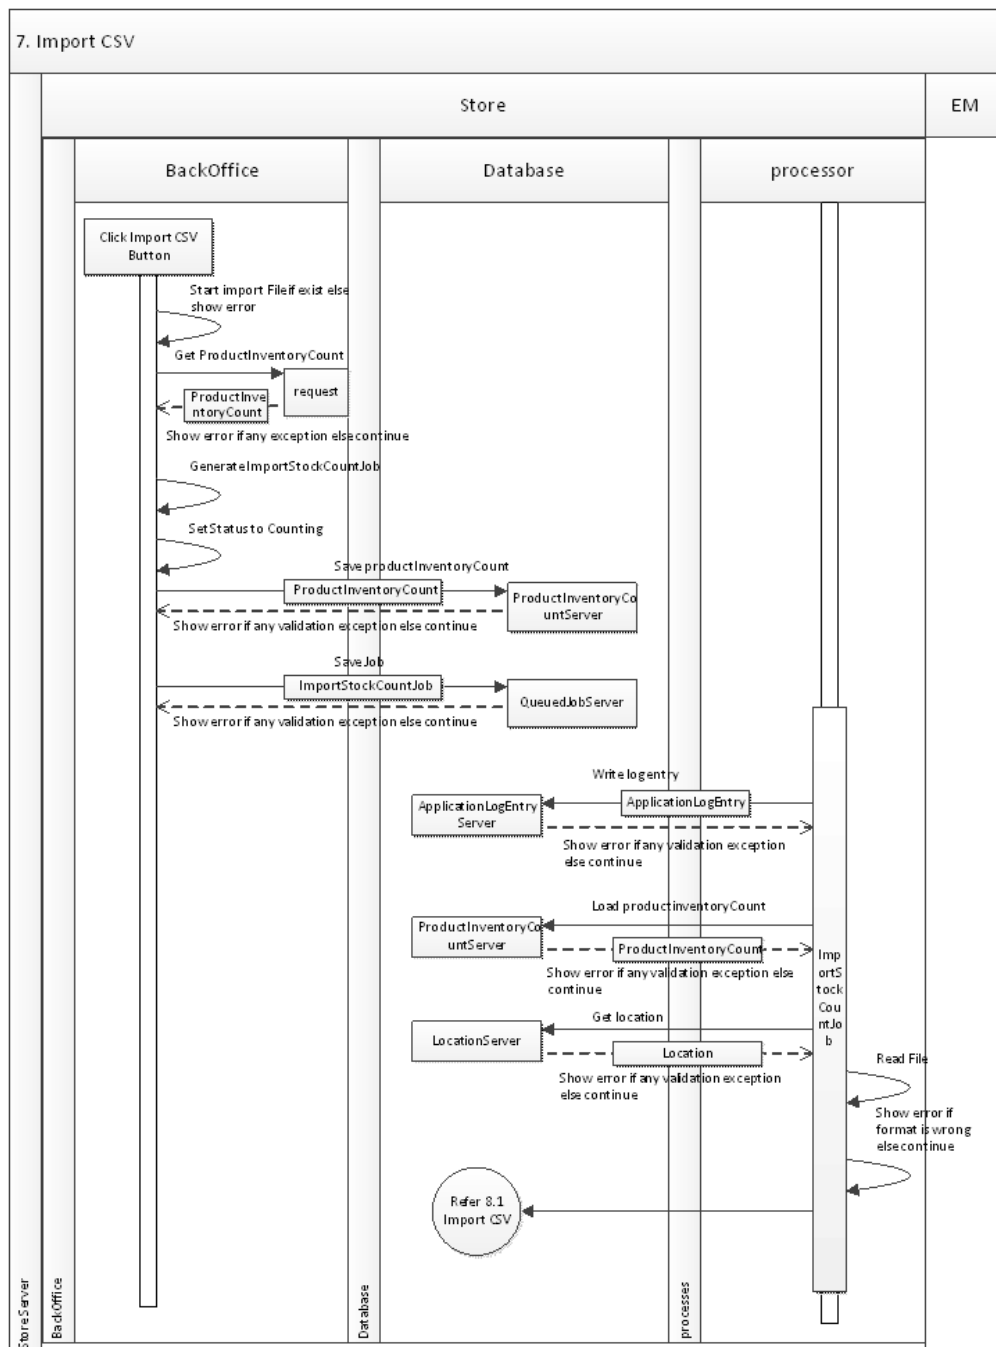 7. Import CSV
Store
EM
BackOffice
Database
processor
Click Import CSV
Button
Start import File if exist else
show error
Get ProductInventoryCount
request
ProductInve
ntoryCount
Show error if any exception else continue
Generate ImportStockCountJob
Set Status to Counting
Save productInventoryCount
ProductInventoryCount
ProductInventoryCo
untServer
Show error if any validation exception else continue
Save Job
ImportStockCountJob
QueuedJobServer
Show error if any validation exception else continue
Write log entry
ApplicationLogEntry
ApplicationLogEntry
Server
Show error if any validation exception
else continue
Load productinventoryCount
ProductInventoryCo
untServer
ProductInventoryCount
Show error if any validation exception else
continue
Imp
ortS
tock
Cou
ntJo
b
Get location
LocationServer
Location
Show error if any validation exception
else continue
Read File
Show error if
format is wrong
else continue
Refer 8.1
Import CSV
StoreServer
BackOffice
Database
processes